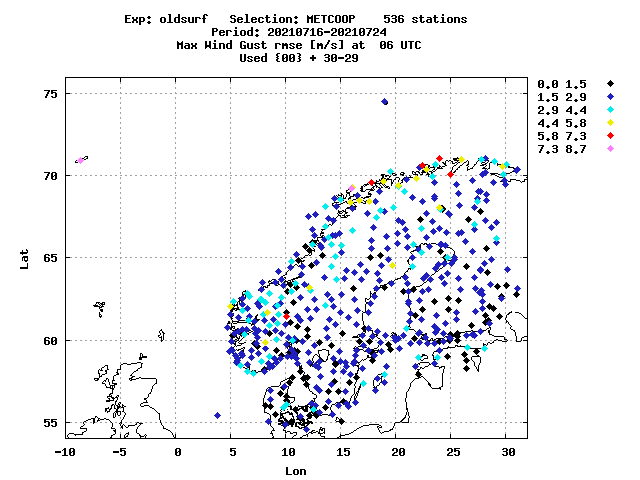 Exp: oldsurf   Selection: METCOOP    536 stations
Period: 20210716-20210724
Max Wind Gust rmse [m/s] at  06 UTC
Used {00} + 30-29
0.0 1.5
1.5 2.9
2.9 4.4
4.4 5.8
5.8 7.3
7.3 8.7
75
70
65
60
55
Lat
-10 -5 0 5 10 15 20 25 30
Lon